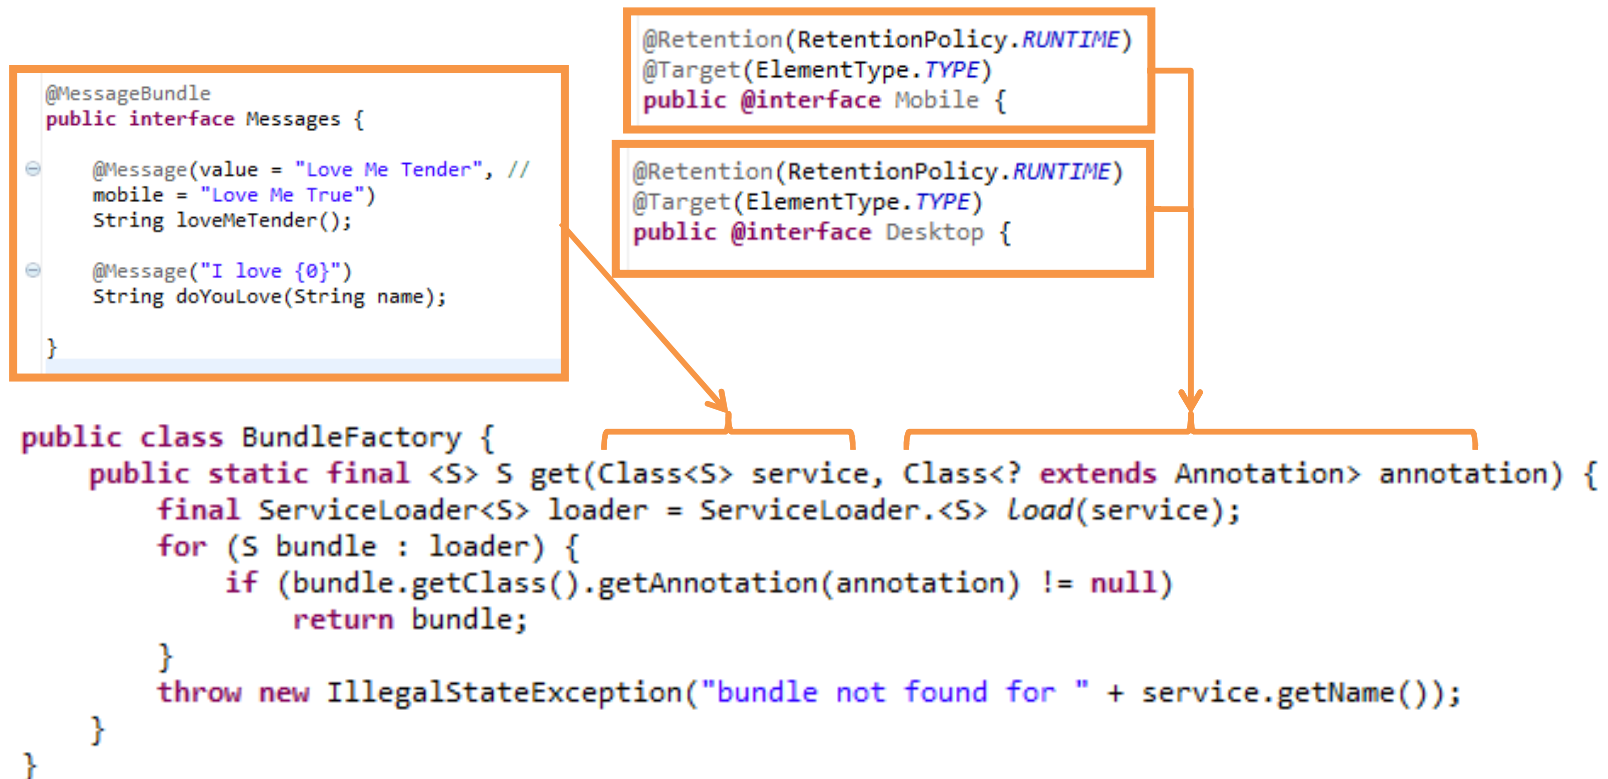 @MessageBundle
public interface Messages {
@Message(value = "Love Me Tender", //
mobile = "Love Me True")
String loveMeTender();
@Message("I love {0}")
String doYouLove(String name);
}
@Retention(RetentionPolicy.RUNTIME)
@Target(ElementType.TYPE)
public @interface Mobile {
@Retention(RetentionPolicy.RUNTIME)
@Target(ElementType.TYPE)
public @interface Desktop {
public class BundleFactory {
public static final <S> S get(Class<S> service, Class<? extends Annotation> annotation) {
final ServiceLoader<S> loader = ServiceLoader.<S> load(service);
for (S bundle : loader) {
if (bundle.getClass().getAnnotation(annotation) != null)
return bundle;
}
throw new IllegalStateException("bundle not found for " + service.getName());
}
}